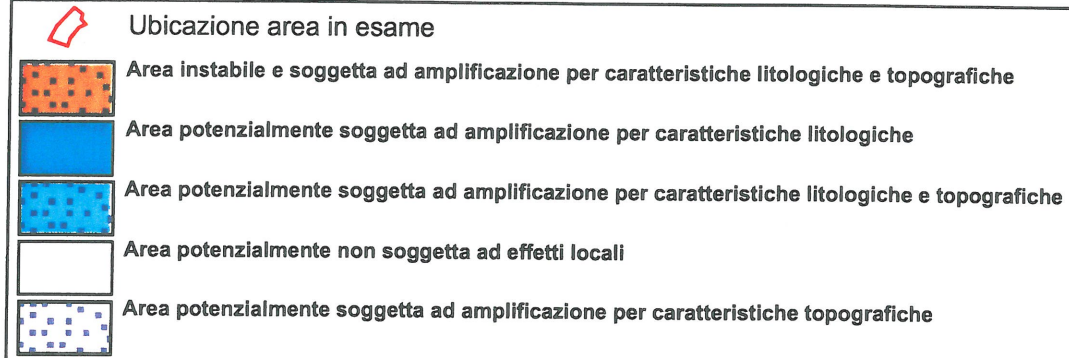 Ubicazione area in esame
Area instabile e soggetta ad amplificazione per caratteristiche litologiche e topografiche
Area potenzialmente soggetta ad amplificazione per caratteristiche litologiche
Area potenzialmente soggetta ad amplificazione per caratteristiche litologiche e topografiche
Area potenzialmente non soggetta ad effetti locali
Area potenzialmente soggetta ad amplificazione per caratteristiche topografiche